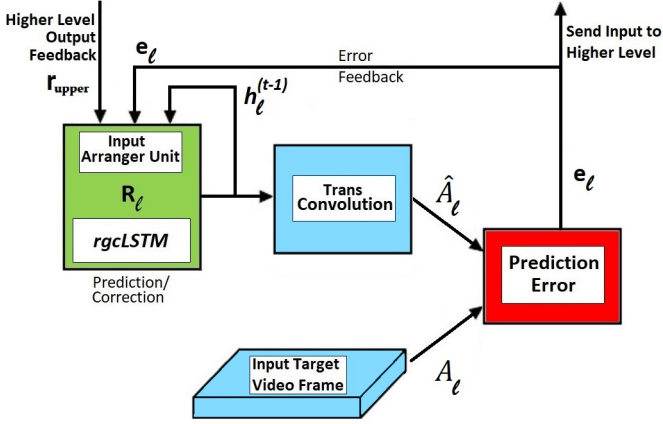 Higher Level
Output
Feedback
r_upper
e_ℓ
Error
Feedback
Send Input to
Higher Level
h_ℓ^(t-1)
Input
Arranger Unit
R_ℓ
rgcLSTM
Prediction/
Correction
Trans
Convolution
Â_ℓ
e_ℓ
Prediction
Error
Input Target
Video Frame
A_ℓ